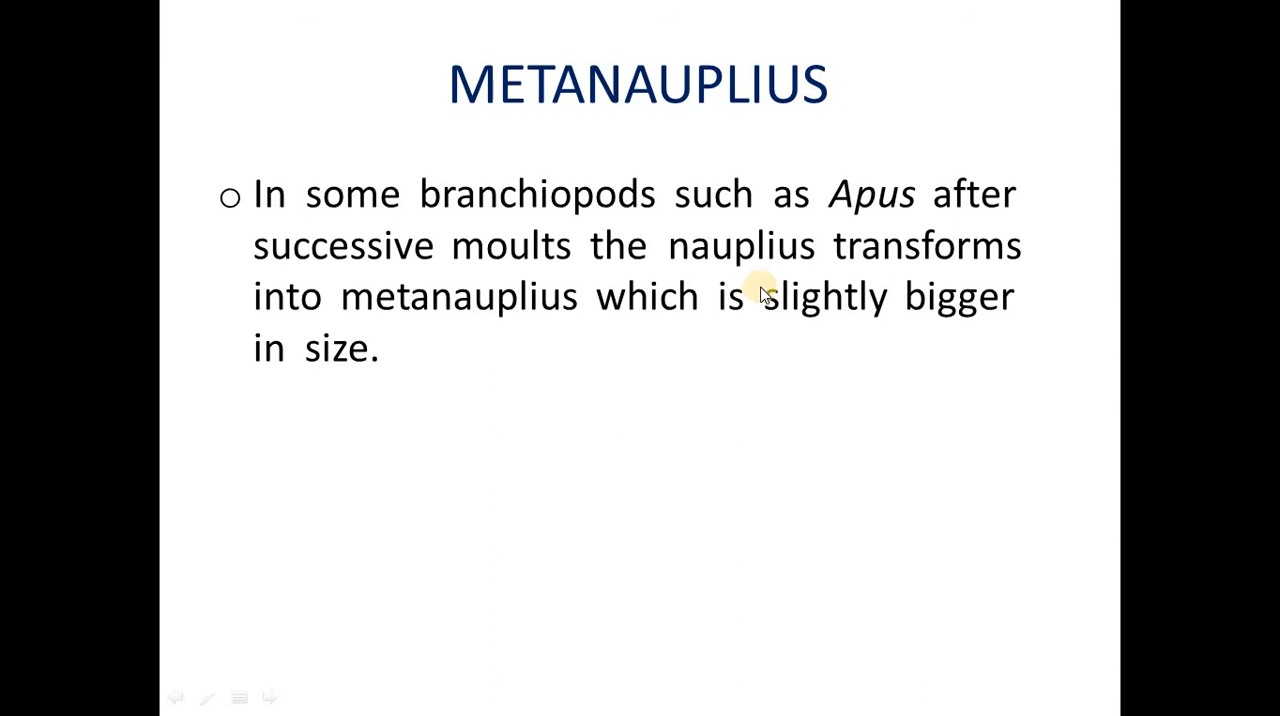 METANAUPLIUS
o In some branchiopods such as Apus after
successive moults the nauplius transforms
into metanauplius which is slightly bigger
in size.